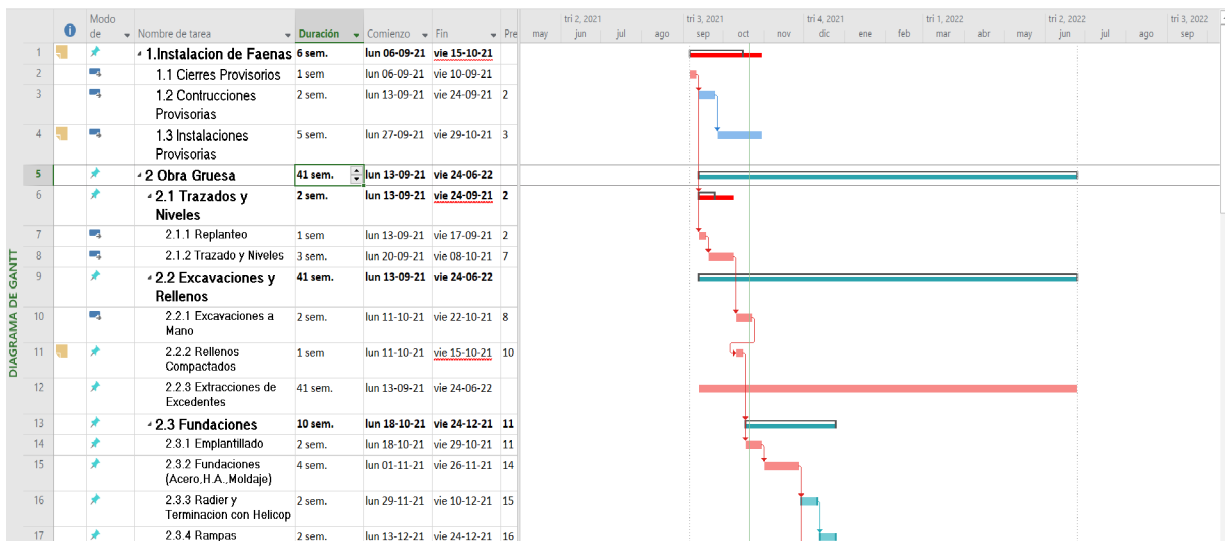 tri 2, 2021 tri 3, 2021 tri 4, 2021 tri 1, 2022 tri 2, 2022 tri 3, 2022
Modo de Nombre de tarea Duración Comienzo Fin Pre may jun jul ago sep oct nov dic ene feb mar abr may jun jul ago sep
1 1.Instalacion de Faenas 6 sem. lun 06-09-21 vie 15-10-21
2 1.1 Cierres Provisorios 1 sem lun 06-09-21 vie 10-09-21
3 1.2 Contrucciones Provisorias 2 sem. lun 13-09-21 vie 24-09-21 2
4 1.3 Instalaciones Provisorias 5 sem. lun 27-09-21 vie 29-10-21 3
5 2 Obra Gruesa 41 sem. lun 13-09-21 vie 24-06-22
6 2.1 Trazados y Niveles 2 sem. lun 13-09-21 vie 24-09-21 2
7 2.1.1 Replanteo 1 sem lun 13-09-21 vie 17-09-21 2
8 2.1.2 Trazado y Niveles 3 sem. lun 20-09-21 vie 08-10-21 7
9 2.2 Excavaciones y Rellenos 41 sem. lun 13-09-21 vie 24-06-22
10 2.2.1 Excavaciones a Mano 2 sem. lun 11-10-21 vie 22-10-21 8
11 2.2.2 Rellenos Compactados 1 sem lun 11-10-21 vie 15-10-21 10
12 2.2.3 Extracciones de Excedentes 41 sem. lun 13-09-21 vie 24-06-22
13 2.3 Fundaciones 10 sem. lun 18-10-21 vie 24-12-21 11
14 2.3.1 Emplantillado 2 sem. lun 18-10-21 vie 29-10-21 11
15 2.3.2 Fundaciones (Acero,H.A.,Moldaje) 4 sem. lun 01-11-21 vie 26-11-21 14
16 2.3.3 Radier y Terminacion con Helicop 2 sem. lun 29-11-21 vie 10-12-21 15
17 2.3.4 Rampas 2 sem. lun 13-12-21 vie 24-12-21 16
DIAGRAMA DE GANTT